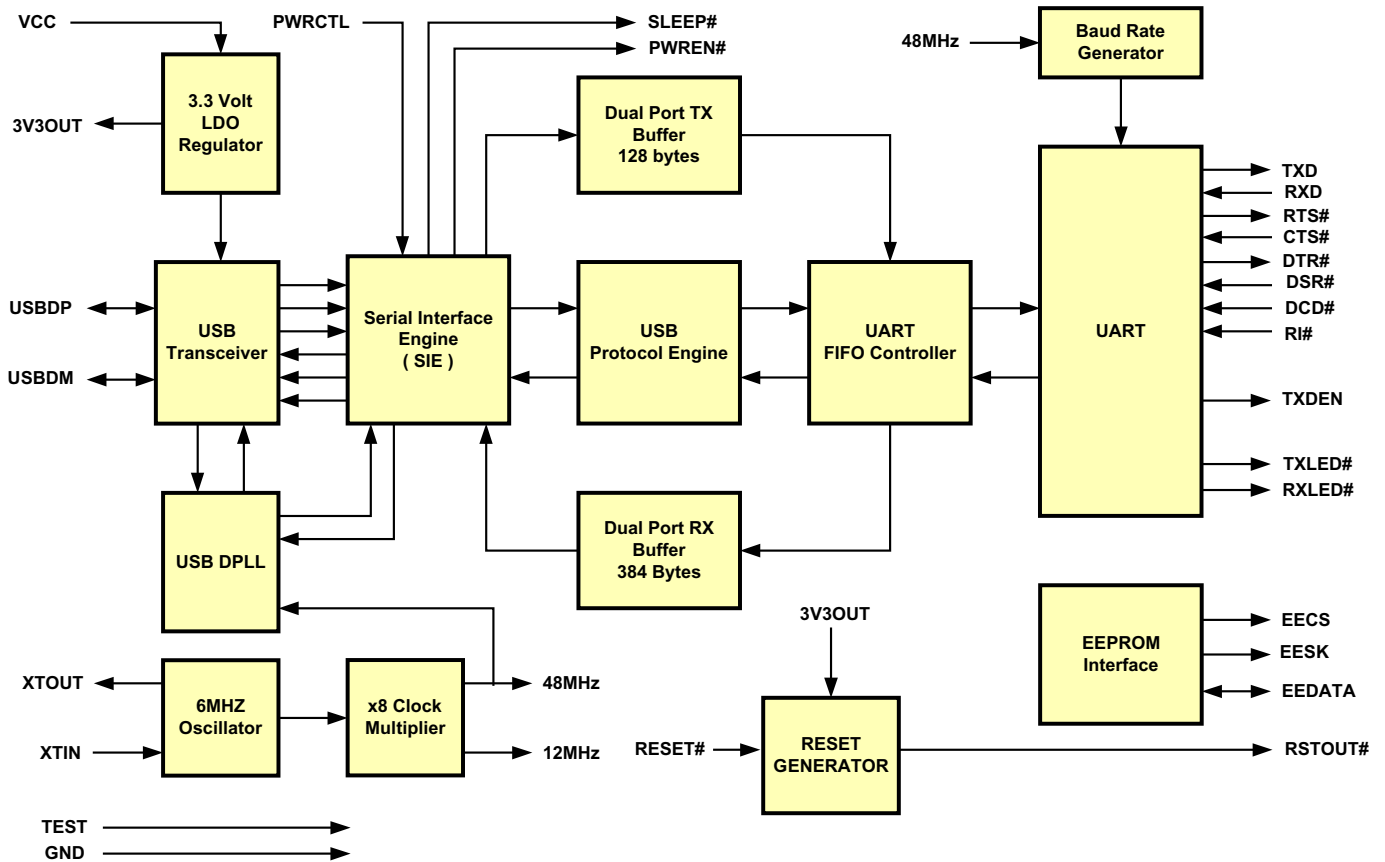 VCC
PWRCTL
SLEEP#
PWREN#
48MHz
Baud Rate
Generator
3.3 Volt
LDO
Regulator
3V3OUT
Dual Port TX
Buffer
128 bytes
TXD
RXD
RTS#
CTS#
DTR#
DSR#
DCD#
RI#
TXDEN
TXLED#
RXLED#
USBDP
USBDM
USB
Transceiver
Serial Interface
Engine
( SIE )
USB
Protocol Engine
UART
FIFO Controller
UART
USB DPLL
Dual Port RX
Buffer
384 Bytes
3V3OUT
EEPROM
Interface
EECS
EESK
EEDATA
XTOUT
XTIN
6MHZ
Oscillator
x8 Clock
Multiplier
48MHz
12MHz
RESET#
RESET
GENERATOR
RSTOUT#
TEST
GND